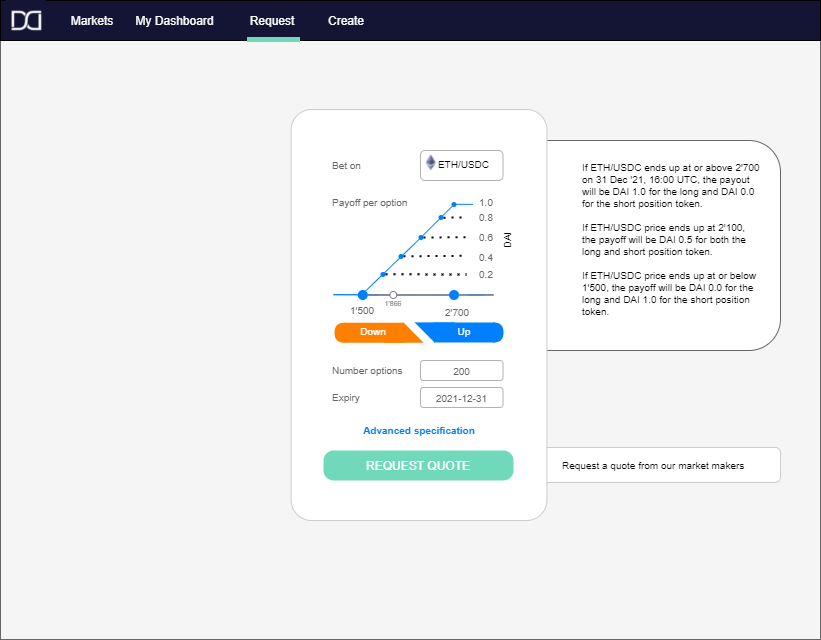 Markets My Dashboard Request Create
Bet on ETH/USDC
Payoff per option
1.0
0.8
0.6
0.4
0.2
DAI
1'866
1'500 2'700
Down Up
Number options 200
Expiry 2021-12-31
Advanced specification
REQUEST QUOTE
If ETH/USDC ends up at or above 2'700
on 31 Dec '21, 16:00 UTC, the payout
will be DAI 1.0 for the long and DAI 0.0
for the short position token.
If ETH/USDC price ends up at 2'100,
the payoff will be DAI 0.5 for both the
long and short position token.
If ETH/USDC price ends up at or below
1'500, the payoff will be DAI 0.0 for the
long and DAI 1.0 for the short position
token.
Request a quote from our market makers